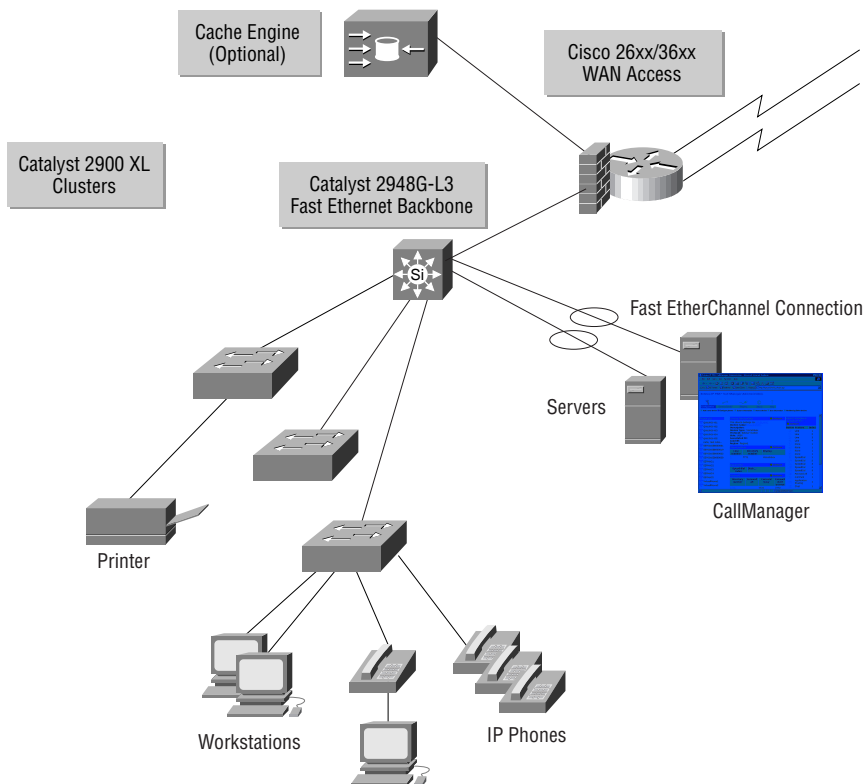 Cache Engine
(Optional)
Cisco 26xx/36xx
WAN Access
Catalyst 2900 XL
Clusters
Catalyst 2948G-L3
Fast Ethernet Backbone
Si
Fast EtherChannel Connection
Servers
CallManager
Printer
Workstations
IP Phones